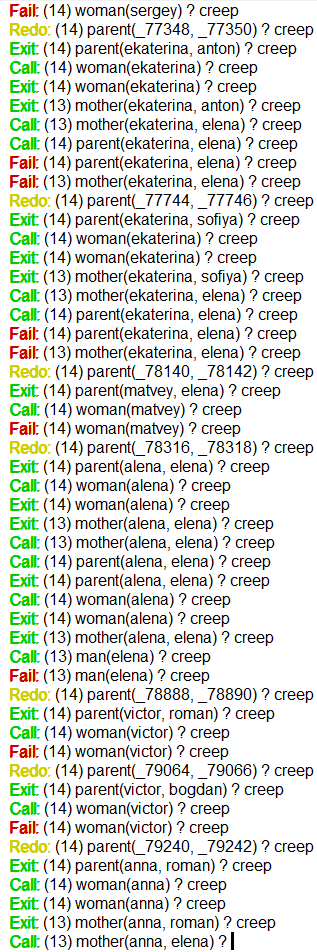 Fail: (14) woman(sergey) ? creep
Redo: (14) parent(_77348, _77350) ? creep
Exit: (14) parent(ekaterina, anton) ? creep
Call: (14) woman(ekaterina) ? creep
Exit: (14) woman(ekaterina) ? creep
Exit: (13) mother(ekaterina, anton) ? creep
Call: (13) mother(ekaterina, elena) ? creep
Call: (14) parent(ekaterina, elena) ? creep
Fail: (14) parent(ekaterina, elena) ? creep
Fail: (13) mother(ekaterina, elena) ? creep
Redo: (14) parent(_77744, _77746) ? creep
Exit: (14) parent(ekaterina, sofiya) ? creep
Call: (14) woman(ekaterina) ? creep
Exit: (14) woman(ekaterina) ? creep
Exit: (13) mother(ekaterina, sofiya) ? creep
Call: (13) mother(ekaterina, elena) ? creep
Call: (14) parent(ekaterina, elena) ? creep
Fail: (14) parent(ekaterina, elena) ? creep
Fail: (13) mother(ekaterina, elena) ? creep
Redo: (14) parent(_78140, _78142) ? creep
Exit: (14) parent(matvey, elena) ? creep
Call: (14) woman(matvey) ? creep
Fail: (14) woman(matvey) ? creep
Redo: (14) parent(_78316, _78318) ? creep
Exit: (14) parent(alena, elena) ? creep
Call: (14) woman(alena) ? creep
Exit: (14) woman(alena) ? creep
Exit: (13) mother(alena, elena) ? creep
Call: (13) mother(alena, elena) ? creep
Call: (14) parent(alena, elena) ? creep
Exit: (14) parent(alena, elena) ? creep
Call: (14) woman(alena) ? creep
Exit: (14) woman(alena) ? creep
Exit: (13) mother(alena, elena) ? creep
Call: (13) man(elena) ? creep
Fail: (13) man(elena) ? creep
Redo: (14) parent(_78888, _78890) ? creep
Exit: (14) parent(victor, roman) ? creep
Call: (14) woman(victor) ? creep
Fail: (14) woman(victor) ? creep
Redo: (14) parent(_79064, _79066) ? creep
Exit: (14) parent(victor, bogdan) ? creep
Call: (14) woman(victor) ? creep
Fail: (14) woman(victor) ? creep
Redo: (14) parent(_79240, _79242) ? creep
Exit: (14) parent(anna, roman) ? creep
Call: (14) woman(anna) ? creep
Exit: (14) woman(anna) ? creep
Exit: (13) mother(anna, roman) ? creep
Call: (13) mother(anna, elena) ?